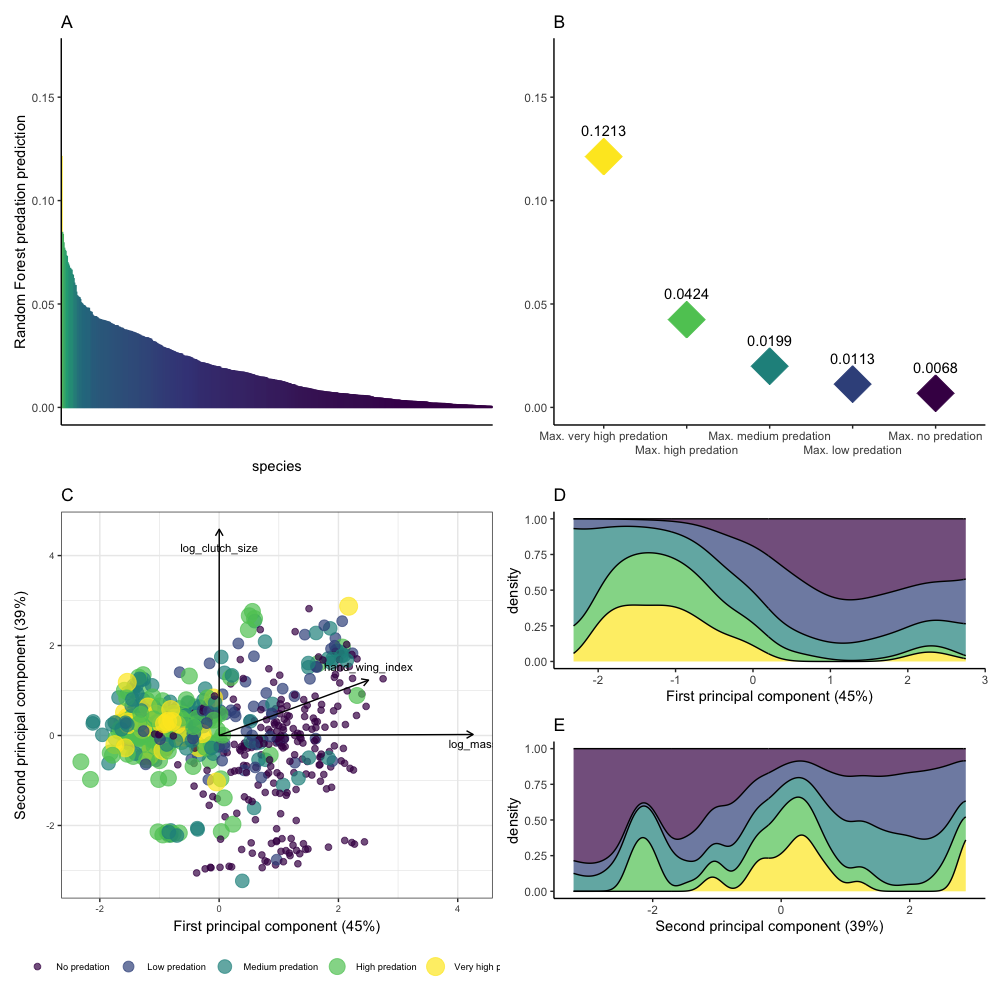 A
Random Forest predation prediction
0.15
0.10
0.05
0.00
species
B
0.15
0.10
0.05
0.00
0.1213
0.0424
0.0199
0.0113
0.0068
Max. very high predation
Max. medium predation
Max. no predation
Max. high predation
Max. low predation
C
Second principal component (39%)
4
2
0
-2
log_clutch_size
hand_wing_index
log_mas
-2
0
2
4
First principal component (45%)
No predation
Low predation
Medium predation
High predation
Very high p
D
density
1.00
0.75
0.50
0.25
0.00
-2
-1
0
1
2
3
First principal component (45%)
E
density
1.00
0.75
0.50
0.25
0.00
-2
0
2
Second principal component (39%)